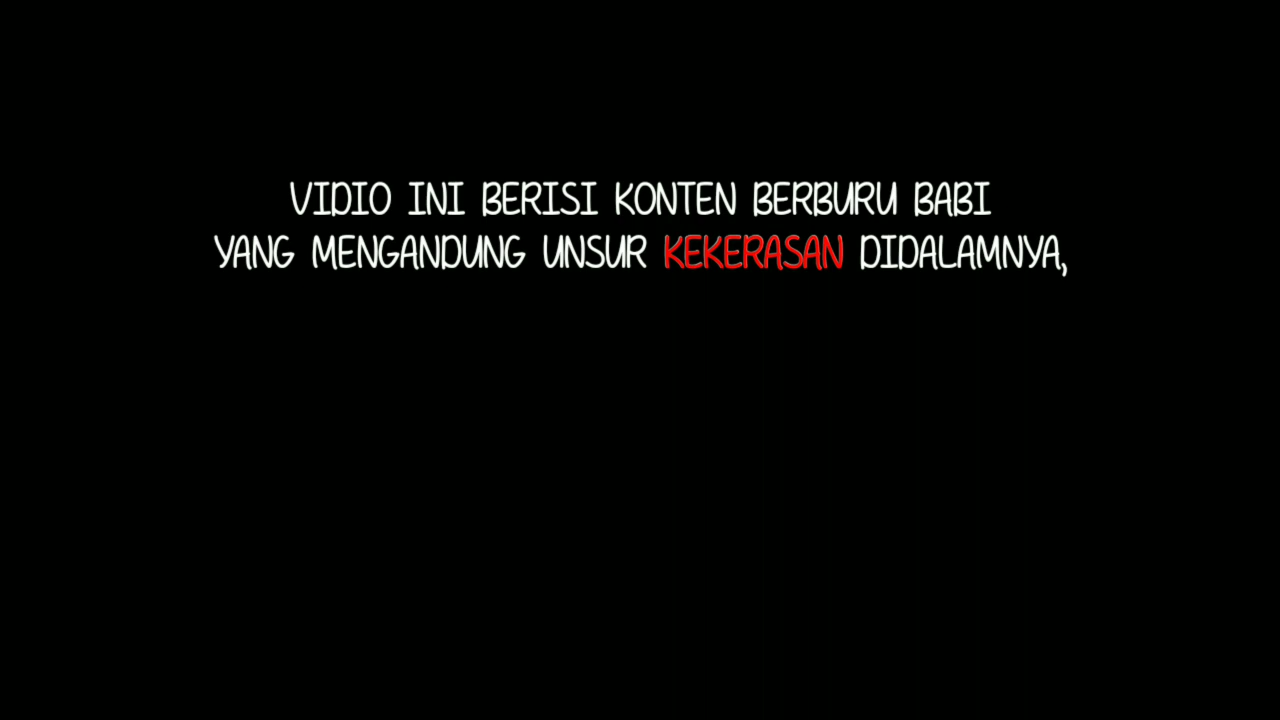 VIDIO INI BERISI KONTEN BERBURU BABI
YANG MENGANDUNG UNSUR KEKERASAN DIDALAMNYA,